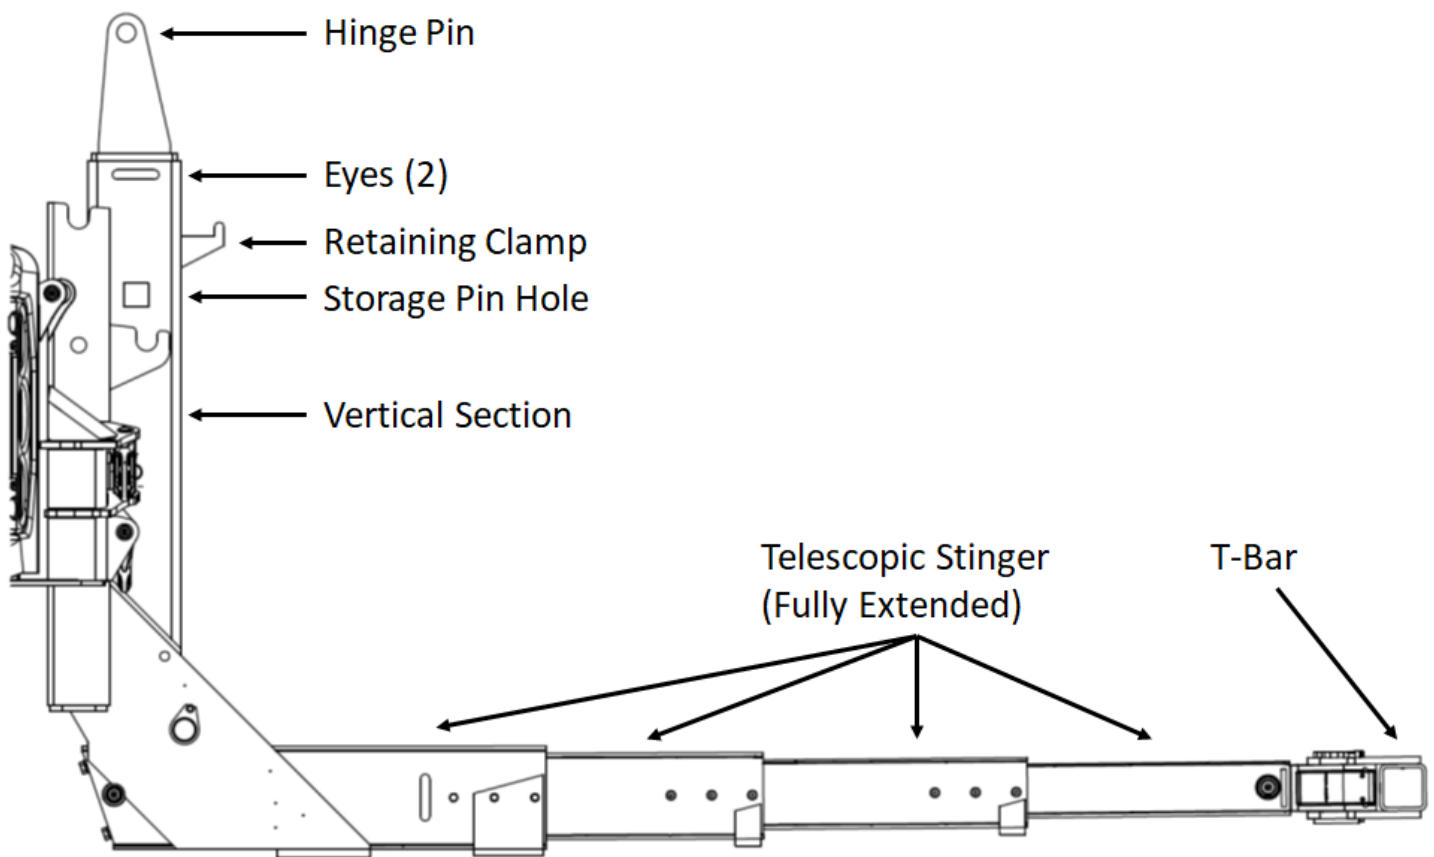 Hinge Pin
Eyes (2)
Retaining Clamp
Storage Pin Hole
Vertical Section
Telescopic Stinger
(Fully Extended)
T-Bar